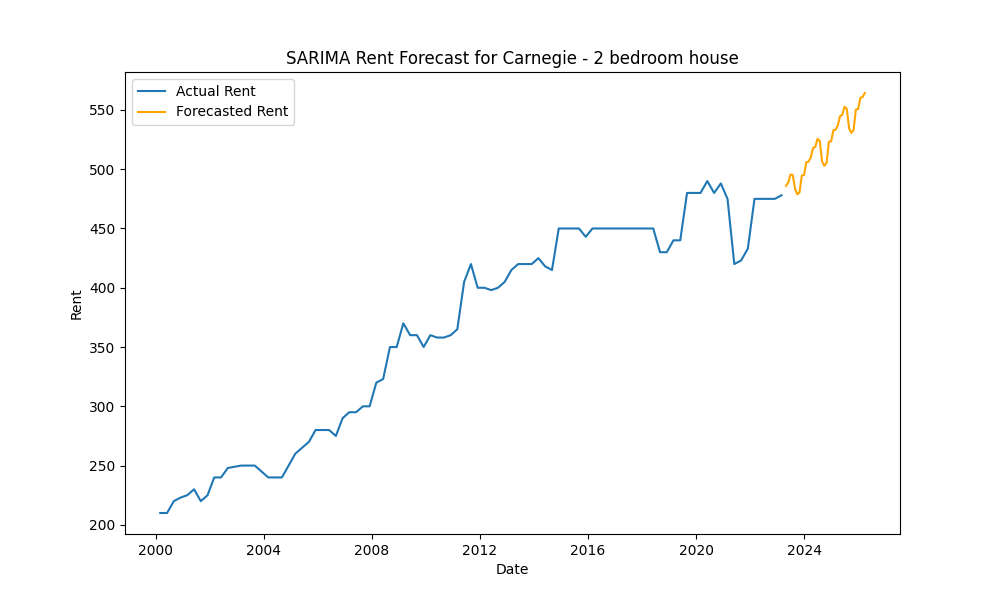 SARIMA Rent Forecast for Carnegie - 2 bedroom house
Actual Rent
Forecasted Rent
550
500
450
400
350
300
250
200
Rent
2000 2004 2008 2012 2016 2020 2024
Date